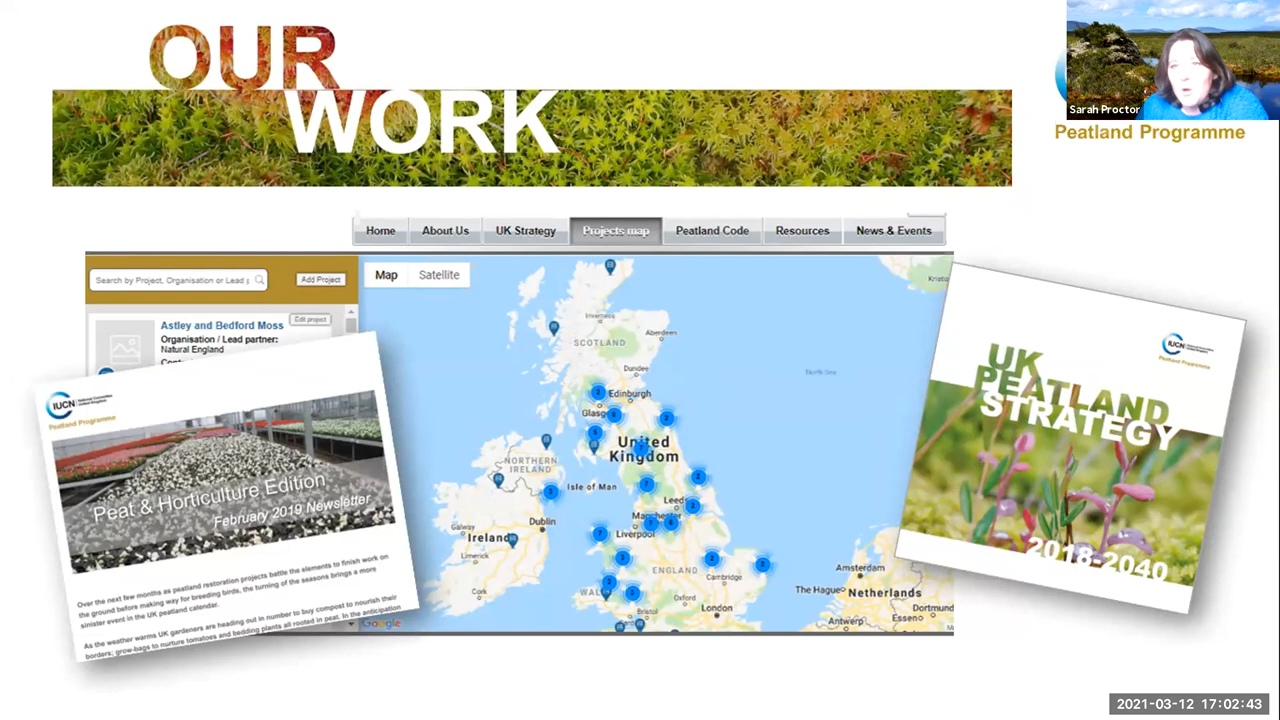 OUR
WORK
Sarah Proctor
Peatland Programme
Home
About Us
UK Strategy
Projects map
Peatland Code
Resources
News & Events
Search by Project, Organisation or Lead
Add Project
Map
Satellite
Edit project
Astley and Bedford Moss
Organisation / Lead partner:
Natural England
Inverness
Aberdeen
SCOTLAND
Dundee
North Sea
Edinburgh
Glasg
United
Kingdom
NORTHERN
IRELAND
Isle of Man
Leed
Manchester
Liverpool
Dublin
Galway
Ireland
Limerick
Cork
ENGLAND
Cambridge
WAL
Oxford
Bristol
London
Amsterdam
The Hague
Netherlands
Dortmund
Antwerp
Essen
Google
IUCN
Peatland Programme
Peat & Horticulture Edition
February 2019 Newsletter
Over the next few months as peatland restoration projects battle the elements to finish work on
the ground before making way for breeding birds, the turning of the seasons brings a more
sinister event in the UK peatland calendar.
As the weather warms UK gardeners are heading out in number to buy compost to nourish their
borders; grow-bags to nurture tomatoes and bedding plants all rooted in peat. In the anticipation
IUCN
Peatland Programme
UK
PEATLAND
STRATEGY
2018-2040
2021-03-12 17:02:43